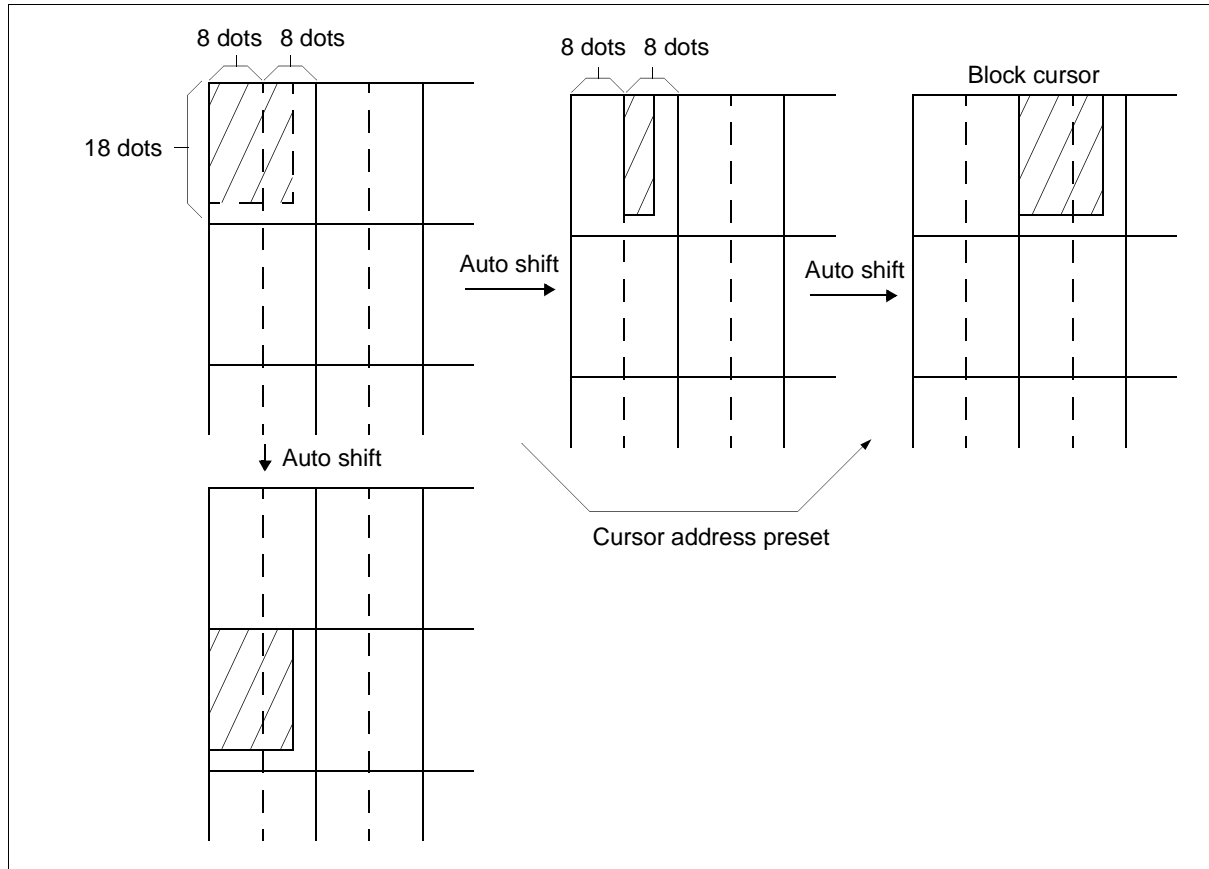 8 dots 8 dots
8 dots 8 dots
Block cursor
18 dots
Auto shift
Auto shift
Auto shift
Cursor address preset